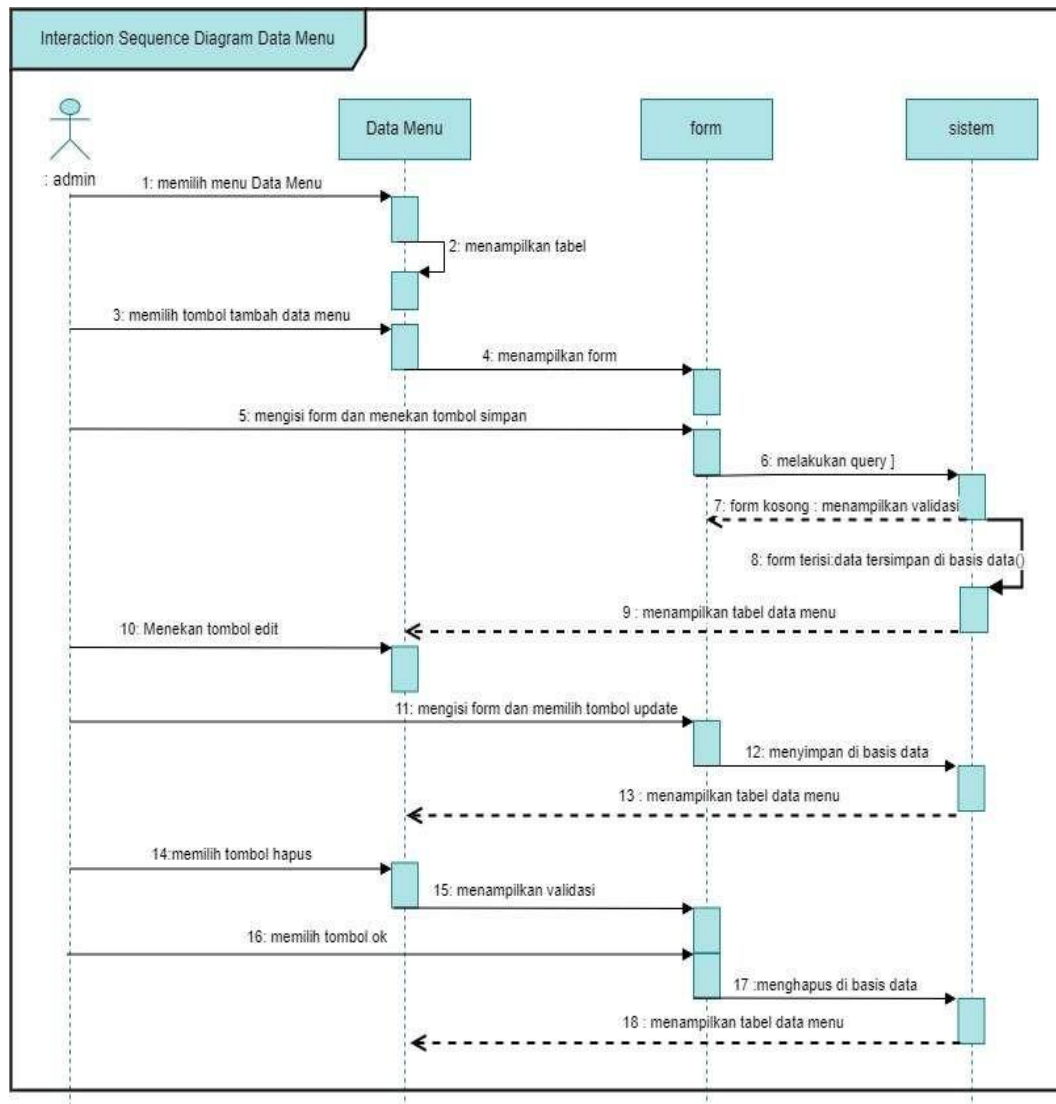 Interaction Sequence Diagram Data Menu
Data Menu
form
sistem
: admin
1: memilih menu Data Menu
2: menampilkan tabel
3: memilih tombol tambah data menu
4: menampilkan form
5: mengisi form dan menekan tombol simpan
6: melakukan query ]
7: form kosong : menampilkan validasi
8: form terisi:data tersimpan di basis data()
9 : menampilkan tabel data menu
10: Menekan tombol edit
11: mengisi form dan memilih tombol update
12: menyimpan di basis data
13 : menampilkan tabel data menu
14:memilih tombol hapus
15: menampilkan validasi
16: memilih tombol ok
17 :menghapus di basis data
18 : menampilkan tabel data menu